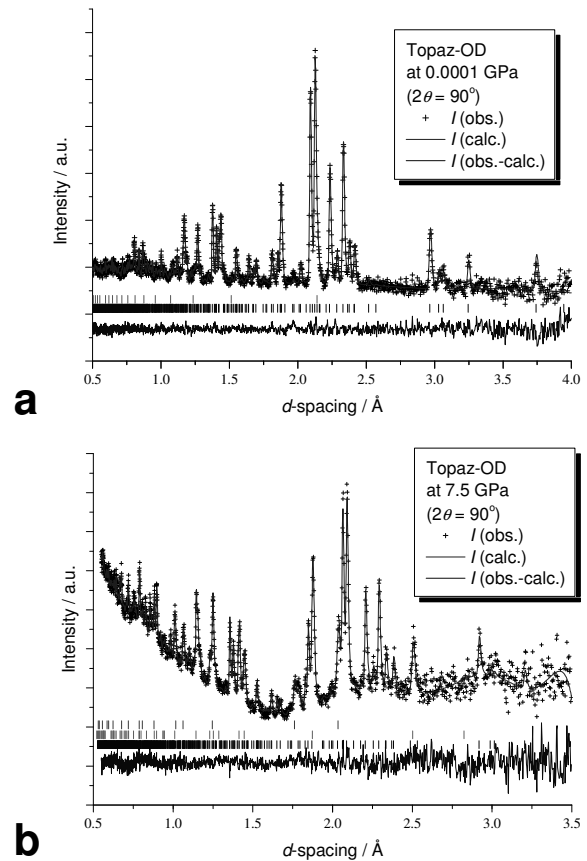 a
Intensity / a.u.
Topaz-OD
at 0.0001 GPa
(2θ = 90°)
+ I (obs.)
— I (calc.)
— I (obs.-calc.)
0.5 1.0 1.5 2.0 2.5 3.0 3.5 4.0
d-spacing / Å
b
Intensity / a.u.
Topaz-OD
at 7.5 GPa
(2θ = 90°)
+ I (obs.)
— I (calc.)
— I (obs.-calc.)
0.5 1.0 1.5 2.0 2.5 3.0 3.5
d-spacing / Å